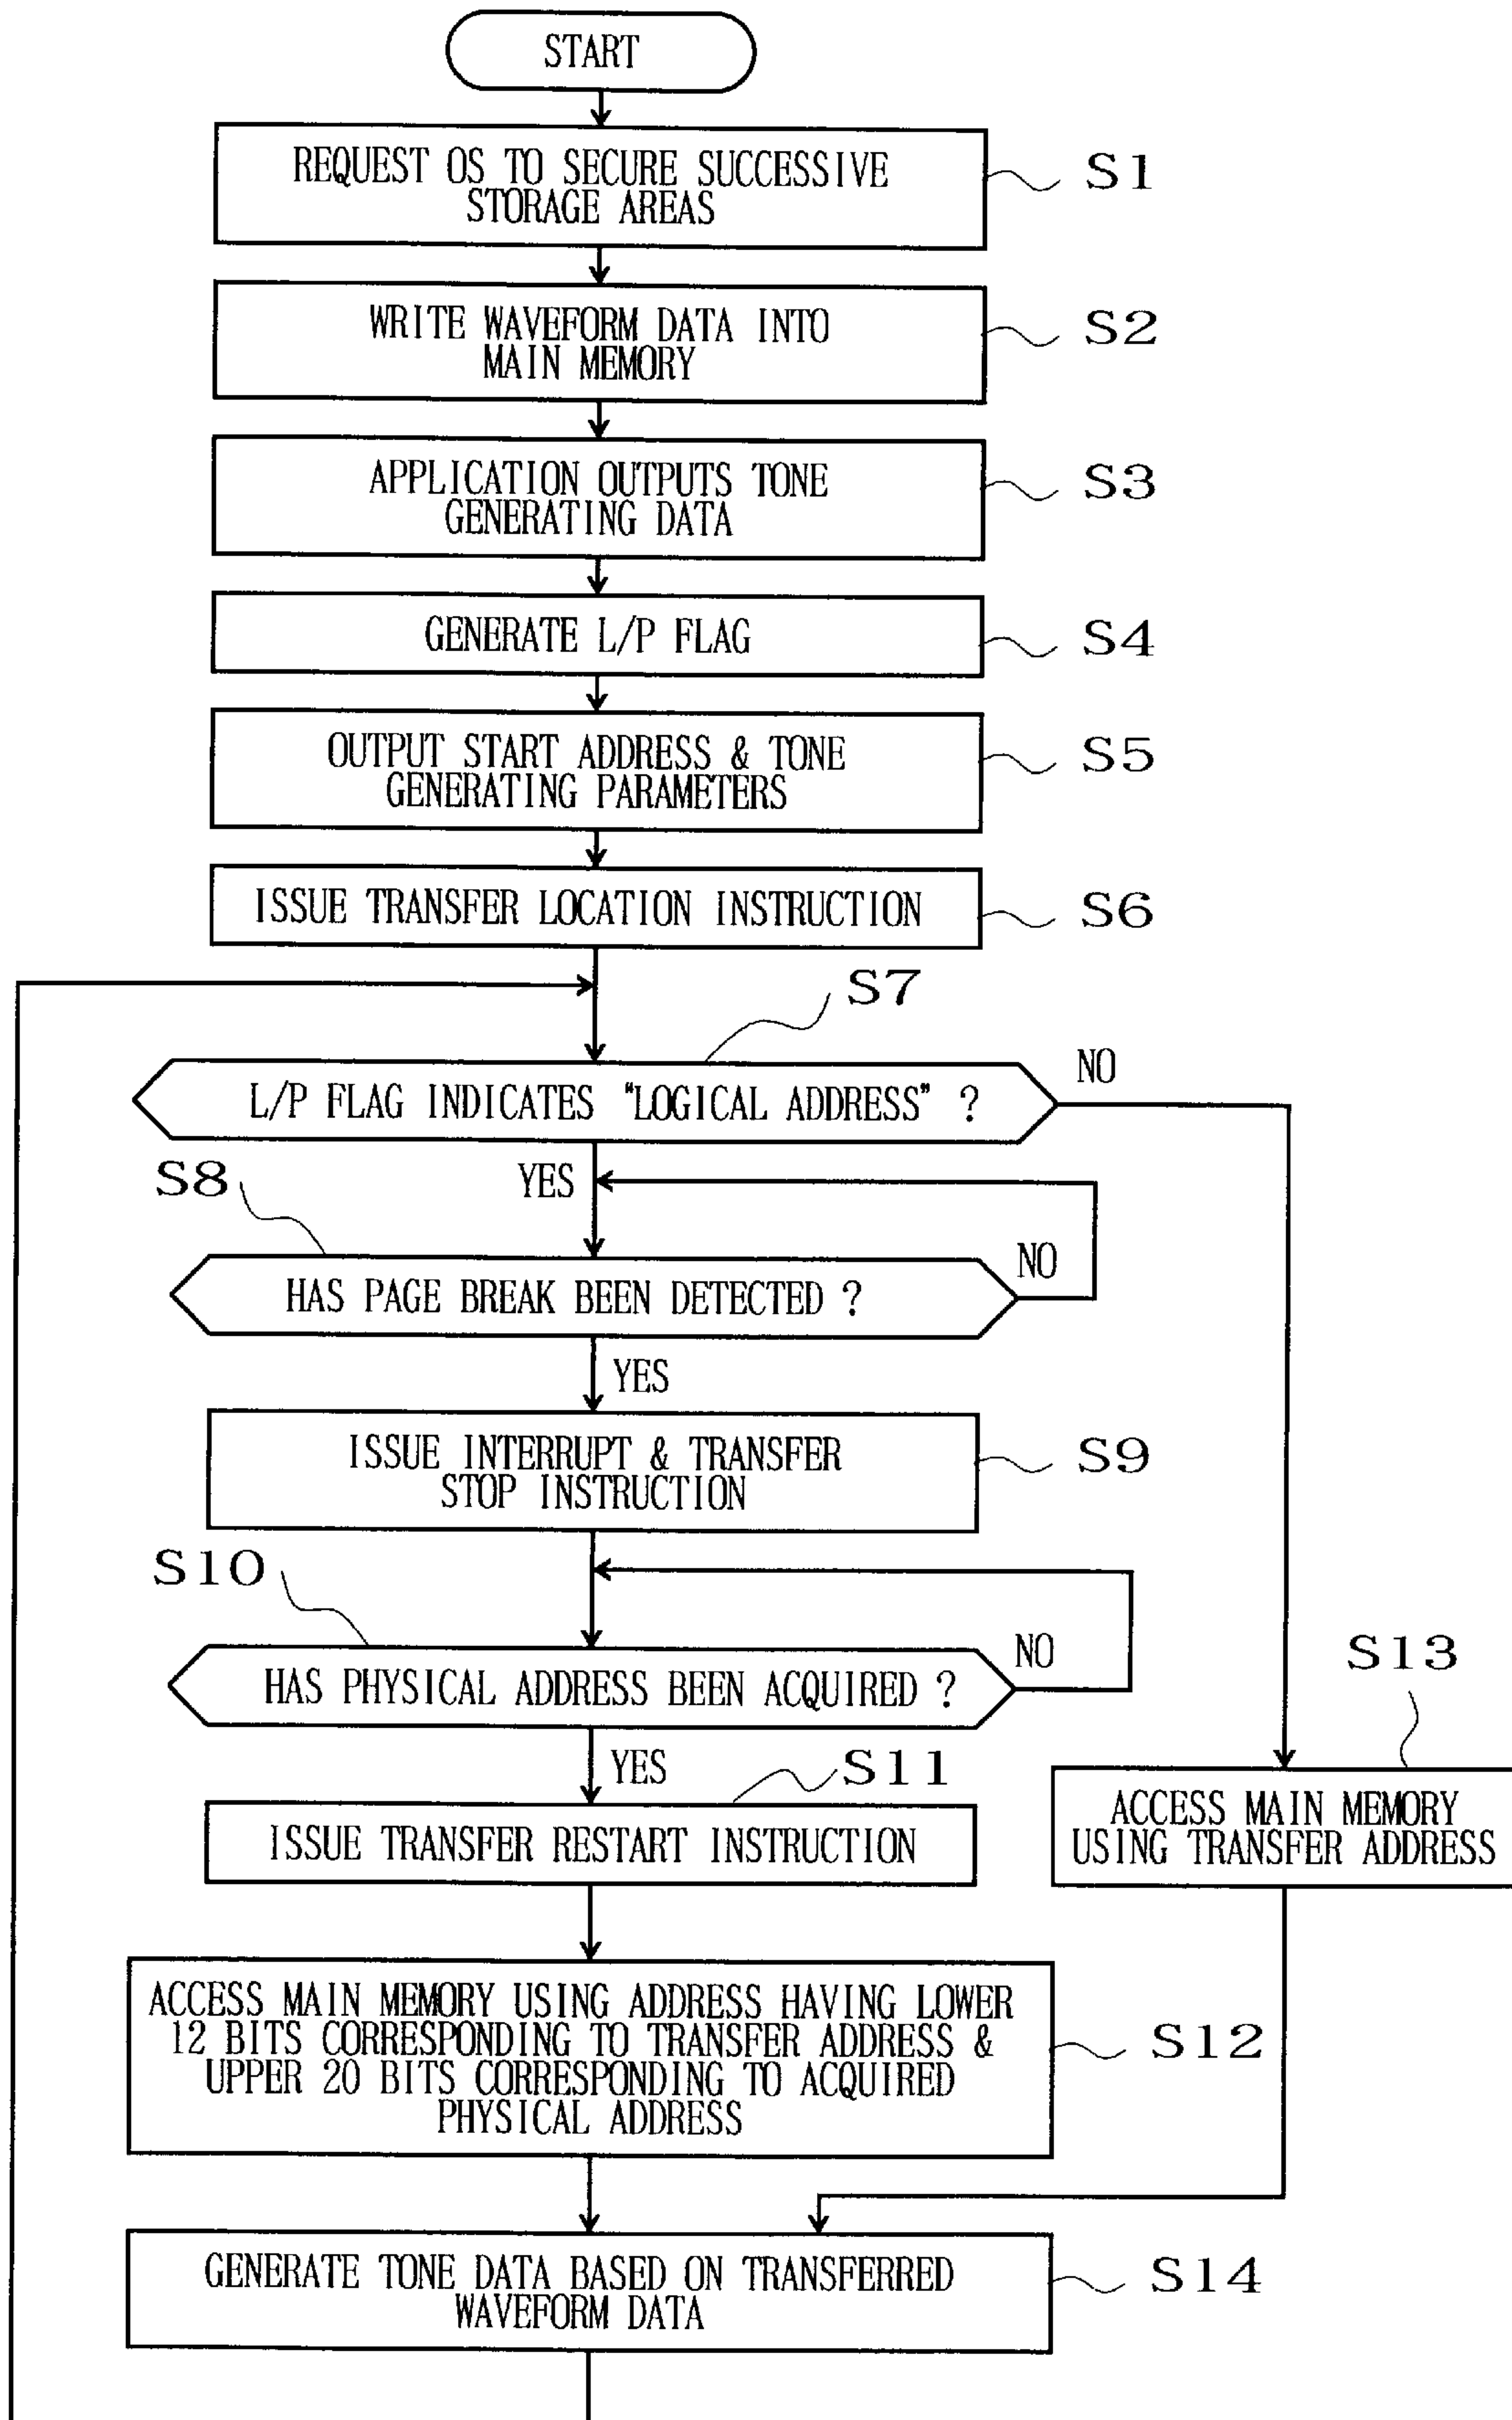 START
REQUEST OS TO SECURE SUCCESSIVE
STORAGE AREAS
S1
WRITE WAVEFORM DATA INTO
MAIN MEMORY
S2
APPLICATION OUTPUTS TONE
GENERATING DATA
S3
GENERATE L/P FLAG
S4
OUTPUT START ADDRESS & TONE
GENERATING PARAMETERS
S5
ISSUE TRANSFER LOCATION INSTRUCTION
S6
S7
L/P FLAG INDICATES "LOGICAL ADDRESS" ?
NO
YES
S8
HAS PAGE BREAK BEEN DETECTED ?
NO
YES
ISSUE INTERRUPT & TRANSFER
STOP INSTRUCTION
S9
S10
HAS PHYSICAL ADDRESS BEEN ACQUIRED ?
NO
YES
S11
ISSUE TRANSFER RESTART INSTRUCTION
S13
ACCESS MAIN MEMORY
USING TRANSFER ADDRESS
ACCESS MAIN MEMORY USING ADDRESS HAVING LOWER
12 BITS CORRESPONDING TO TRANSFER ADDRESS &
UPPER 20 BITS CORRESPONDING TO ACQUIRED
PHYSICAL ADDRESS
S12
GENERATE TONE DATA BASED ON TRANSFERRED
WAVEFORM DATA
S14